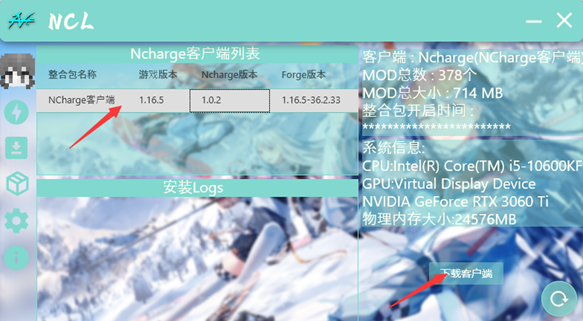 NCL
Ncharge客户端列表
整合包名称 游戏版本 Ncharge版本 Forge版本
NCharge客户端 1.16.5 1.0.2 1.16.5-36.2.33
安装Logs
客户端 : Ncharge(NCharge客户端)
MOD总数 : 378个
MOD总大小 : 714 MB
整合包开启时间 :
************************
系统信息:
CPU:Intel(R) Core(TM) i5-10600KF
GPU:Virtual Display Device
NVIDIA GeForce RTX 3060 Ti
物理内存大小:24576MB
下载客户端